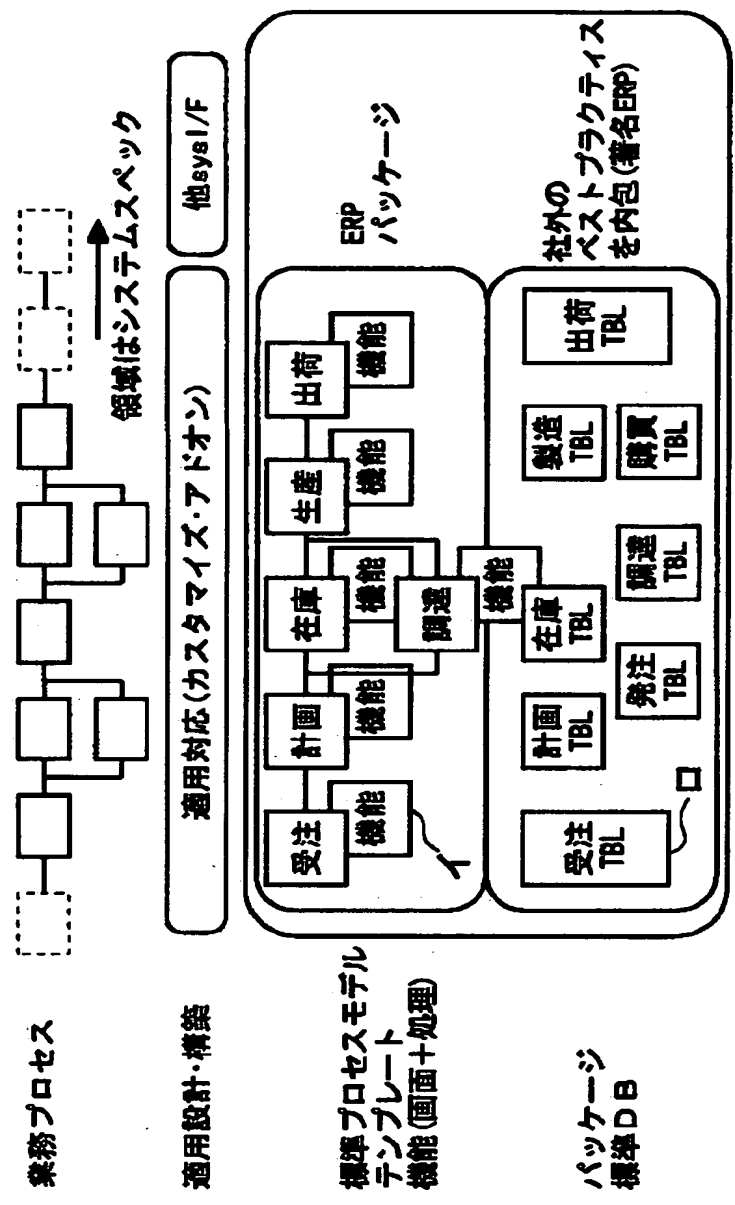 業務プロセス
領域はシステムスペック
適用設計・構築
適用対応(カスタマイズ・アドオン)
他sysI/F
標準プロセスモデル
テンプレート
機能(画面+処理)
受注
機能
計画
機能
在庫
機能
調達
機能
生産
機能
出荷
機能
イ
ERP
パッケージ
パッケージ
標準DB
受注
TBL
ロ
計画
TBL
発注
TBL
在庫
TBL
調達
TBL
製造
TBL
購買
TBL
出荷
TBL
社外の
ベストプラクティス
を内包(著名ERP)